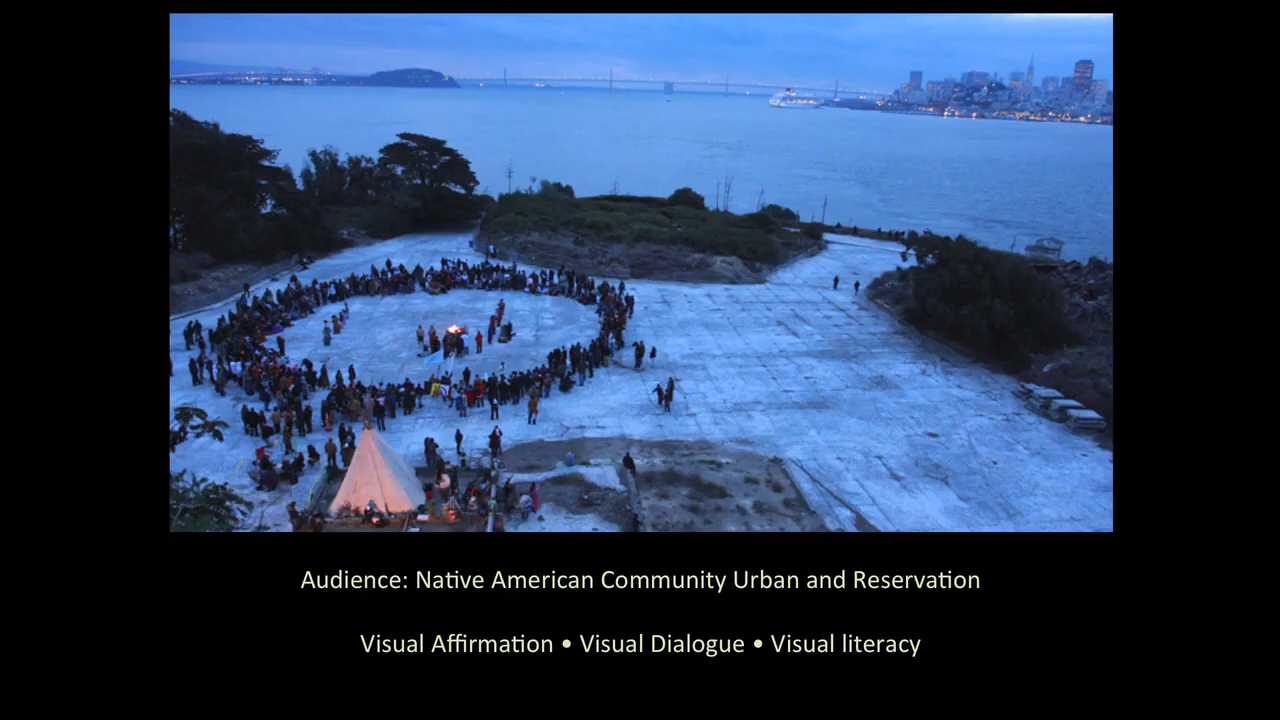 Audience: Native American Community Urban and Reservation
Visual Affirmation • Visual Dialogue • Visual literacy